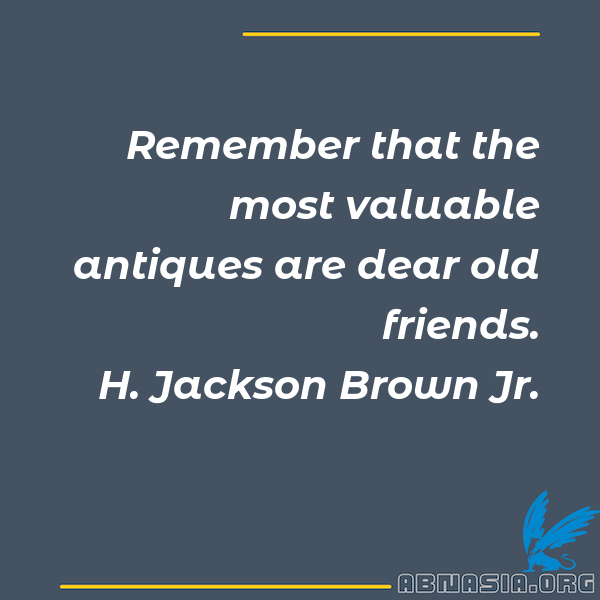 Remember that the
most valuable
antiques are dear old
friends.
H. Jackson Brown Jr.
ABNASIA.ORG